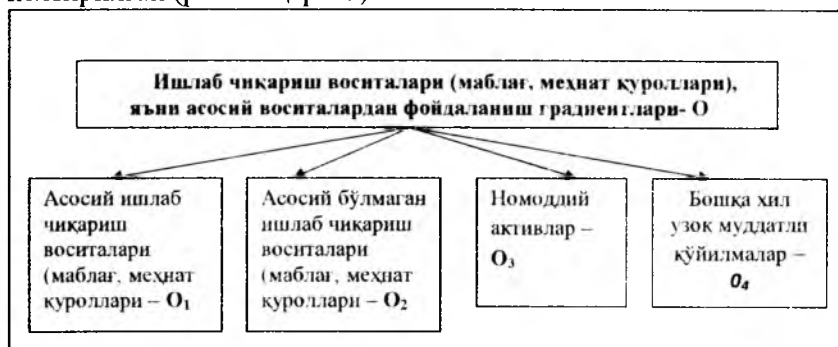 Ишлаб чиқариш воситалари (маблағ, меҳнат қуроллари),
яъни асосий воситалардан фойдаланиш градиентлари- О
Асосий ишлаб
чиқариш
воситалари
(маблағ, меҳнат
қуроллари – О₁
Асосий бўлмаган
ишлаб чиқариш
воситалари
(маблағ, меҳнат
қуроллари – О₂
Номоддий
активлар –
О₃
Бошқа хил
узоқ муддатли
қўйилмалар –
О₄